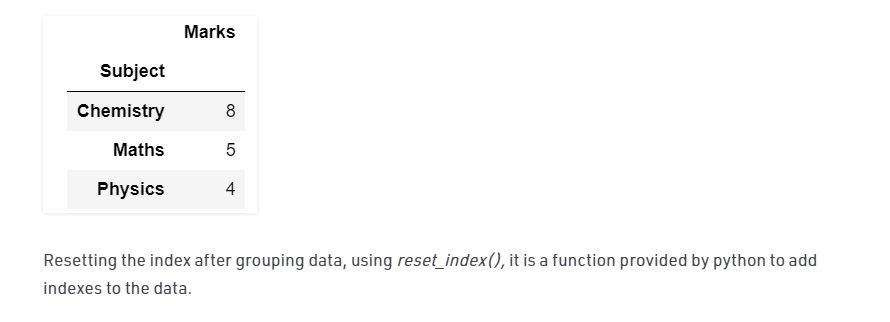 Marks
Subject
Chemistry 8
Maths 5
Physics 4
Resetting the index after grouping data, using reset_index(), it is a function provided by python to add
indexes to the data.